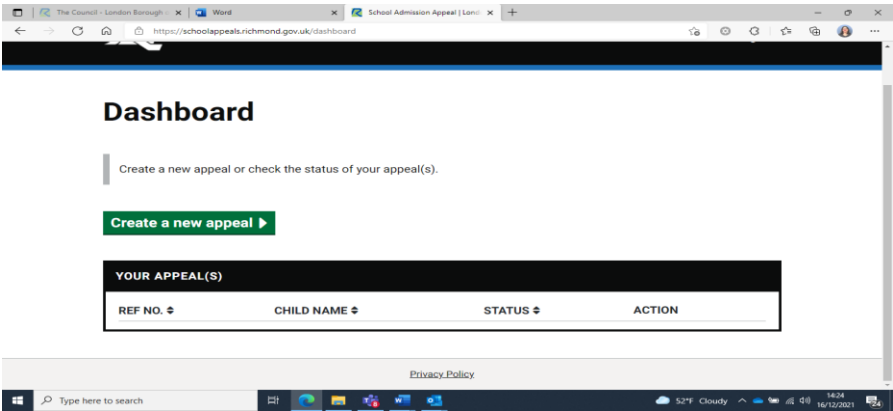 The Council - London Borough -
Word
School Admission Appeal | Lond
https://schoolappeals.richmond.gov.uk/dashboard
Dashboard
Create a new appeal or check the status of your appeal(s).
Create a new appeal
YOUR APPEAL(S)
REF NO. CHILD NAME STATUS ACTION
Privacy Policy
Type here to search
52°F Cloudy
14:24
16/12/2021
24